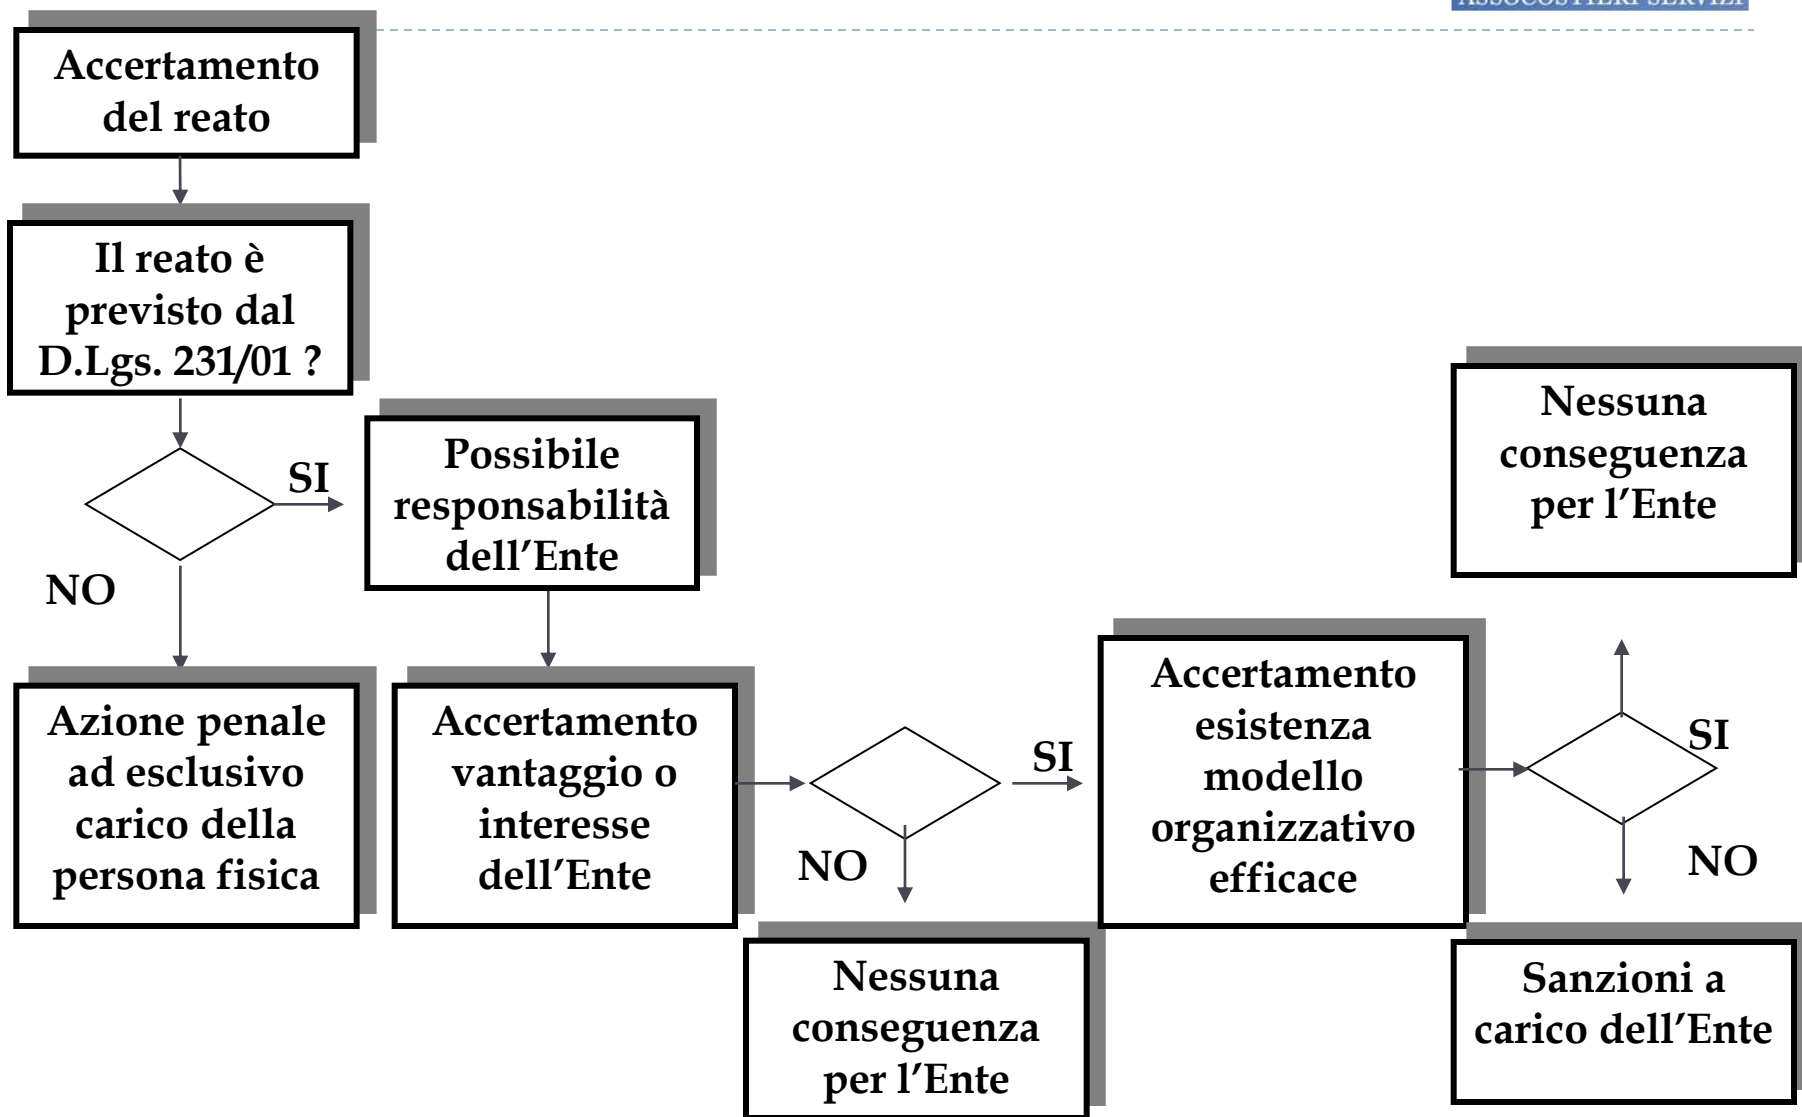 ASSOCOSTIERI SERVIZI
Accertamento
del reato
Il reato è
previsto dal
D.Lgs. 231/01 ?
SI
NO
Possibile
responsabilità
dell’Ente
Azione penale
ad esclusivo
carico della
persona fisica
Accertamento
vantaggio o
interesse
dell’Ente
SI
NO
Nessuna
conseguenza
per l’Ente
Accertamento
esistenza
modello
organizzativo
efficace
SI
NO
Nessuna
conseguenza
per l’Ente
Sanzioni a
carico dell’Ente